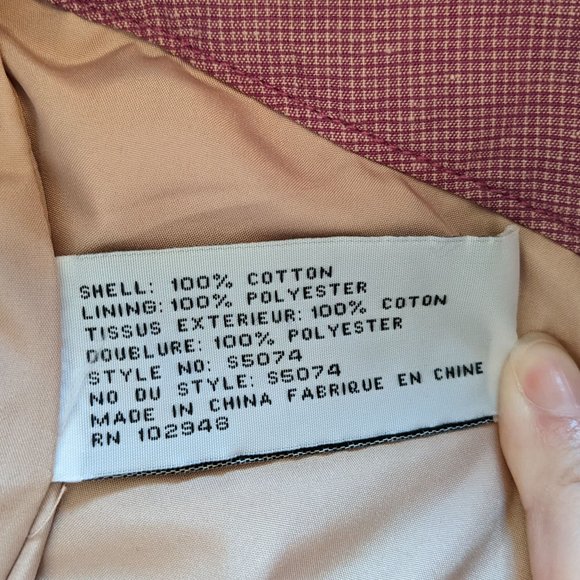 SHELL: 100% COTTON
LINING: 100% POLYESTER
TISSUS EXTERIEUR: 100% COTON
DOUBLURE: 100% POLYESTER
STYLE NO: S5074
NO DU STYLE: S5074
MADE IN CHINA FABRIQUE EN CHINE
RN 102948